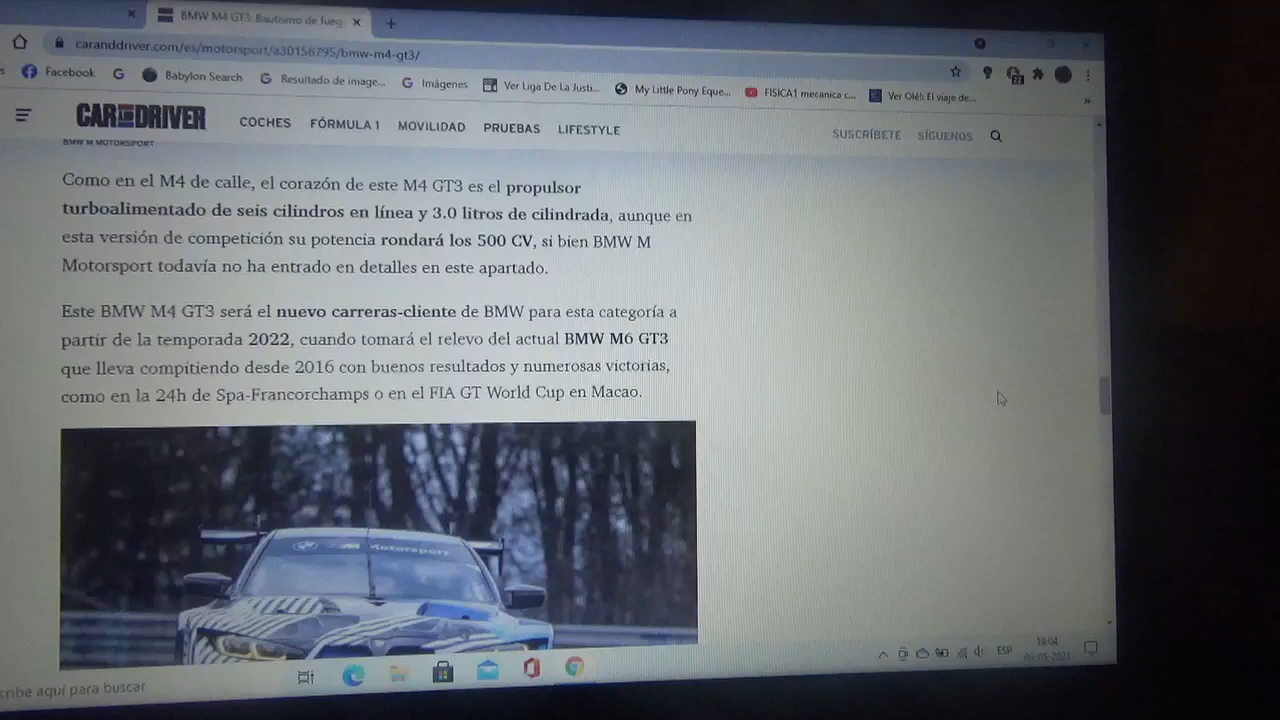 BMW M4 GT3: Bautismo de fueg
caranddriver.com/es/motorsport/a30156795/bmw-m4-gt3/
s Facebook G Babylon Search Resultado de image... Imágenes Ver Liga De La Justi... My Little Pony Eque... FISICA1 mecanica c... Ver Olé!: El viaje de... »
CAR AND DRIVER COCHES FÓRMULA 1 MOVILIDAD PRUEBAS LIFESTYLE SUSCRÍBETE SÍGUENOS
BMW M MOTORSPORT
Como en el M4 de calle, el corazón de este M4 GT3 es el propulsor
turboalimentado de seis cilindros en línea y 3.0 litros de cilindrada, aunque en
esta versión de competición su potencia rondará los 500 CV, si bien BMW M
Motorsport todavía no ha entrado en detalles en este apartado.
Este BMW M4 GT3 será el nuevo carreras-cliente de BMW para esta categoría a
partir de la temporada 2022, cuando tomará el relevo del actual BMW M6 GT3
que lleva compitiendo desde 2016 con buenos resultados y numerosas victorias,
como en la 24h de Spa-Francorchamps o en el FIA GT World Cup en Macao.
M Motorsport
cribe aquí para buscar
ESP
19:04
03-05-2021